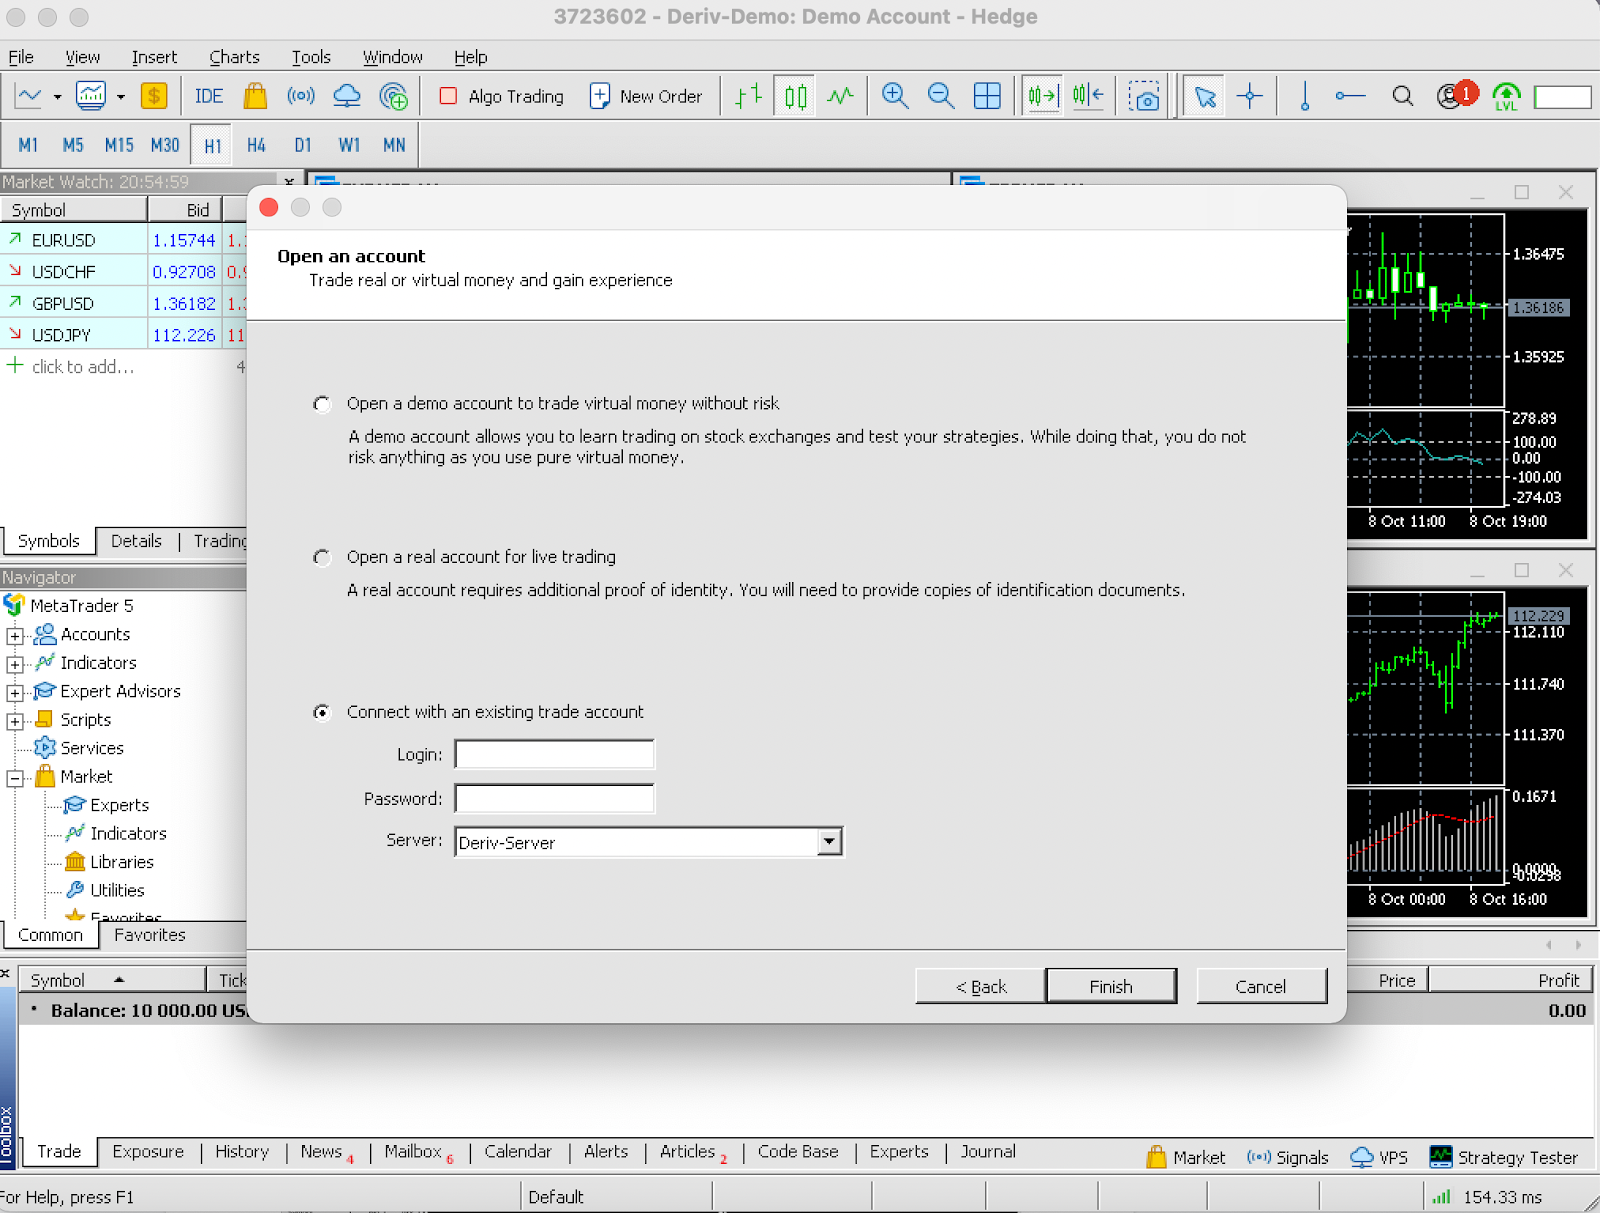 3723602 - Deriv-Demo: Demo Account - Hedge
File View Insert Charts Tools Window Help
IDE Algo Trading New Order 1 LVL
M1 M5 M15 M30 H1 H4 D1 W1 MN
Market Watch: 20:54:59
Symbol Bid
EURUSD 1.15744
USDCHF 0.92708
GBPUSD 1.36182
USDJPY 112.226
click to add...
Symbols Details Trading
Navigator
MetaTrader 5
Accounts
Indicators
Expert Advisors
Scripts
Services
Market
Experts
Indicators
Libraries
Utilities
Favorites
Common Favorites
Open an account
Trade real or virtual money and gain experience
Open a demo account to trade virtual money without risk
A demo account allows you to learn trading on stock exchanges and test your strategies. While doing that, you do not
risk anything as you use pure virtual money.
Open a real account for live trading
A real account requires additional proof of identity. You will need to provide copies of identification documents.
Connect with an existing trade account
Login:
Password:
Server: Deriv-Server
< Back Finish Cancel
1.36475
1.36186
1.35925
278.89
100.00
0.00
-100.00
-274.03
8 Oct 11:00 8 Oct 19:00
112.229
112.110
111.740
111.370
0.1671
0.0000
-0.0298
8 Oct 00:00 8 Oct 16:00
Symbol Price Profit
Balance: 10 000.00 0.00
Toolbox
Trade Exposure History News 4 Mailbox 6 Calendar Alerts Articles 2 Code Base Experts Journal
Market Signals VPS Strategy Tester
For Help, press F1 Default 154.33 ms